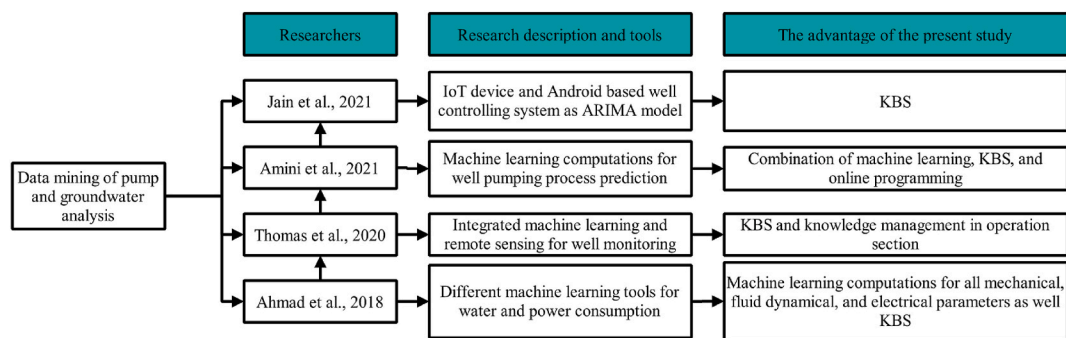 Researchers
Research description and tools
The advantage of the present study
Data mining of pump
and groundwater
analysis
Jain et al., 2021
IoT device and Android based well
controlling system as ARIMA model
KBS
Amini et al., 2021
Machine learning computations for
well pumping process prediction
Combination of machine learning, KBS, and
online programming
Thomas et al., 2020
Integrated machine learning and
remote sensing for well monitoring
KBS and knowledge management in operation
section
Ahmad et al., 2018
Different machine learning tools for
water and power consumption
Machine learning computations for all mechanical,
fluid dynamical, and electrical parameters as well
KBS